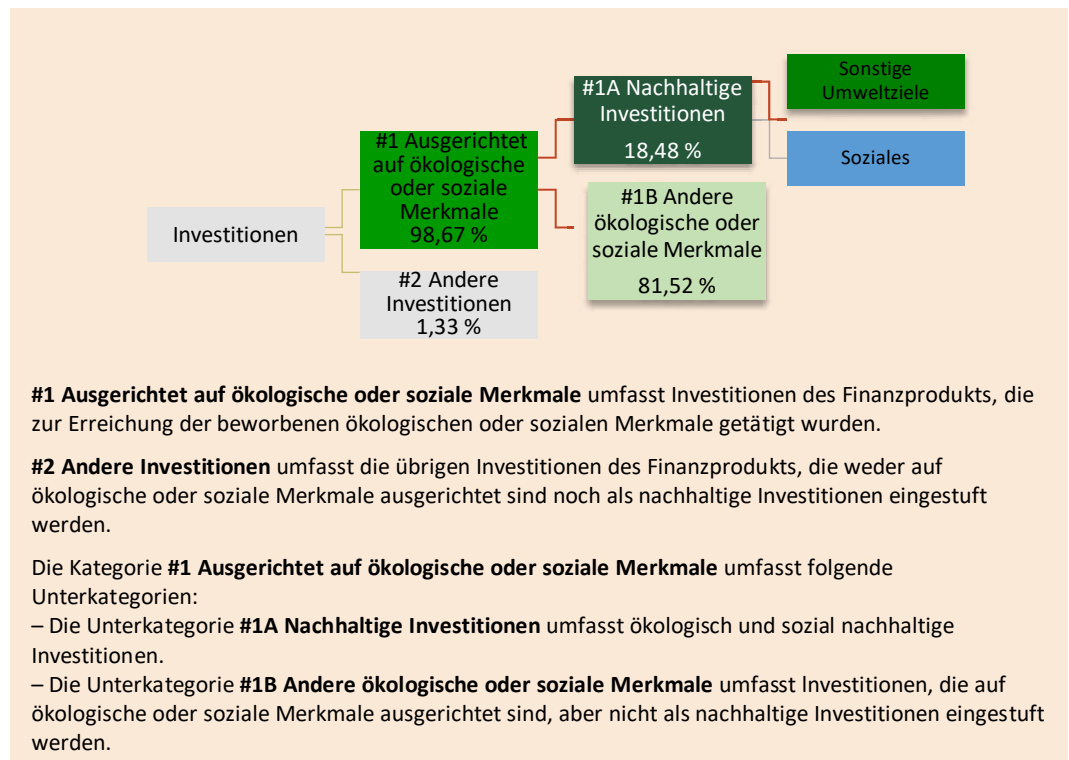 Investitionen
#1 Ausgerichtet
auf ökologische
oder soziale
Merkmale
98,67 %
#2 Andere
Investitionen
1,33 %
#1A Nachhaltige
Investitionen
18,48 %
#1B Andere
ökologische oder
soziale Merkmale
81,52 %
Sonstige
Umweltziele
Soziales
#1 Ausgerichtet auf ökologische oder soziale Merkmale umfasst Investitionen des Finanzprodukts, die
zur Erreichung der beworbenen ökologischen oder sozialen Merkmale getätigt wurden.
#2 Andere Investitionen umfasst die übrigen Investitionen des Finanzprodukts, die weder auf
ökologische oder soziale Merkmale ausgerichtet sind noch als nachhaltige Investitionen eingestuft
werden.
Die Kategorie #1 Ausgerichtet auf ökologische oder soziale Merkmale umfasst folgende
Unterkategorien:
– Die Unterkategorie #1A Nachhaltige Investitionen umfasst ökologisch und sozial nachhaltige
Investitionen.
– Die Unterkategorie #1B Andere ökologische oder soziale Merkmale umfasst Investitionen, die auf
ökologische oder soziale Merkmale ausgerichtet sind, aber nicht als nachhaltige Investitionen eingestuft
werden.